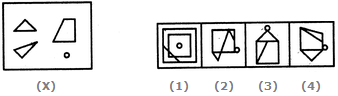 (X) (1) (2) (3) (4)